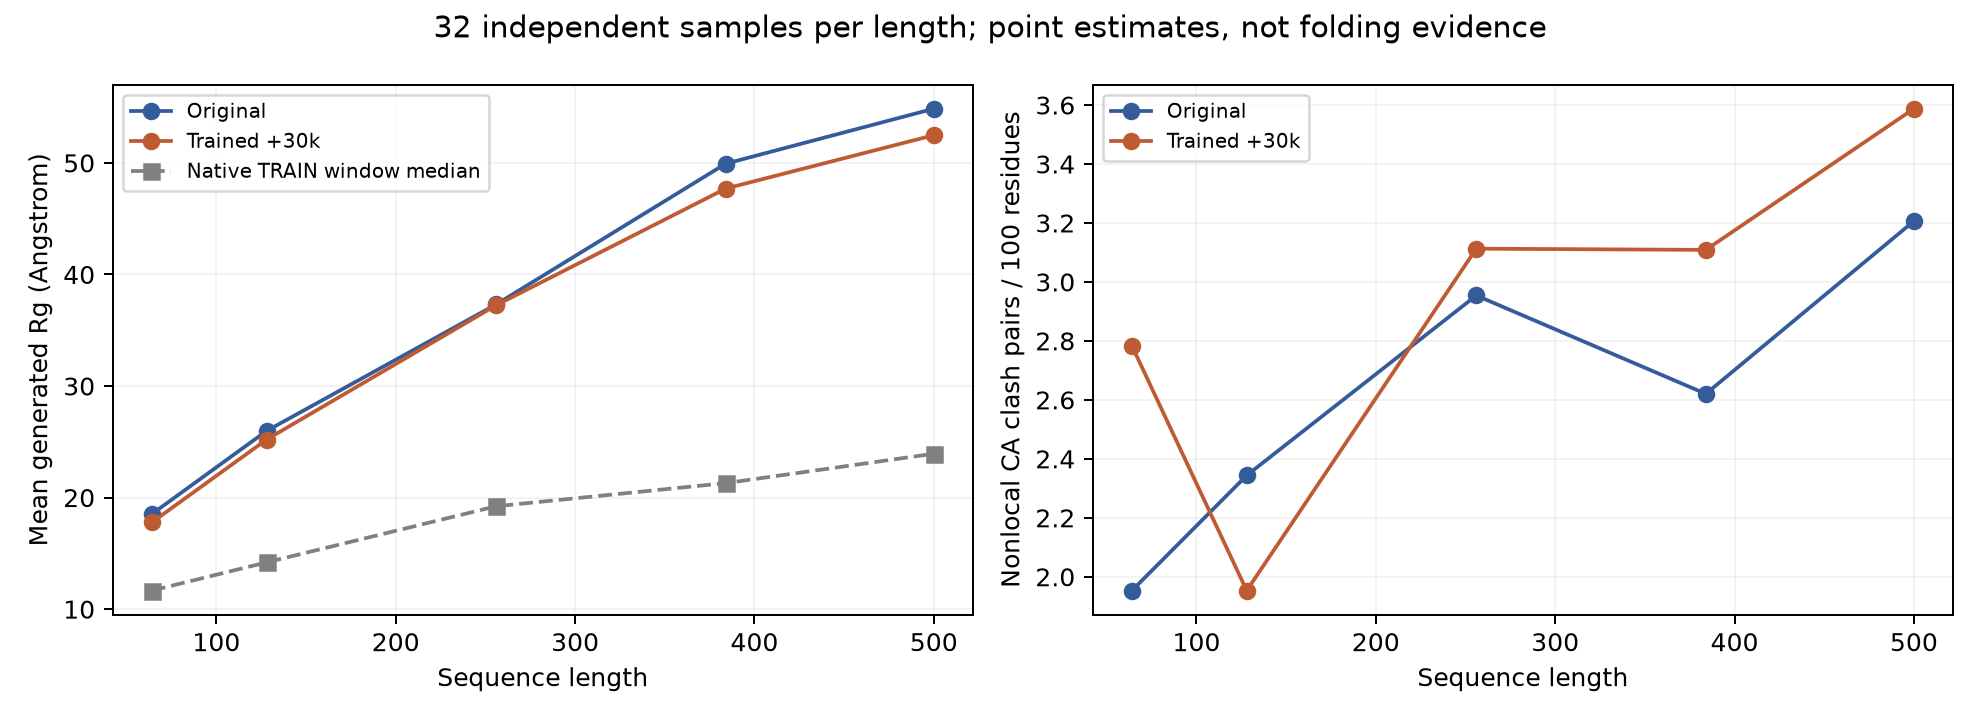 32 independent samples per length; point estimates, not folding evidence
Original
Trained +30k
Native TRAIN window median
Mean generated Rg (Angstrom)
50
40
30
20
10
100 200 300 400 500
Sequence length
Original
Trained +30k
Nonlocal CA clash pairs / 100 residues
3.6
3.4
3.2
3.0
2.8
2.6
2.4
2.2
2.0
100 200 300 400 500
Sequence length